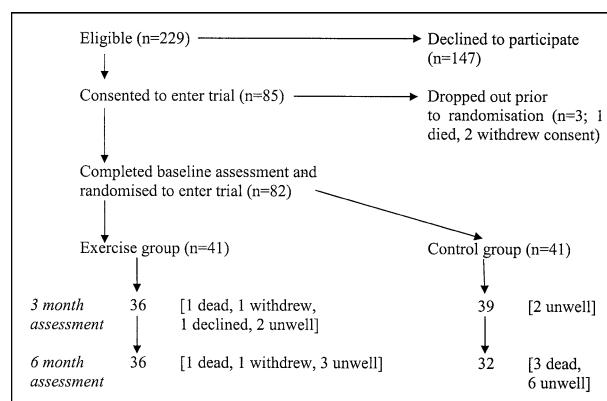 Eligible (n=229)
Declined to participate
(n=147)
Consented to enter trial (n=85)
Dropped out prior
to randomisation (n=3; 1
died, 2 withdrew consent)
Completed baseline assessment and
randomised to enter trial (n=82)
Exercise group (n=41)
Control group (n=41)
3 month
assessment
36
[1 dead, 1 withdrew,
1 declined, 2 unwell]
39
[2 unwell]
6 month
assessment
36
[1 dead, 1 withdrew, 3 unwell]
32
[3 dead,
6 unwell]